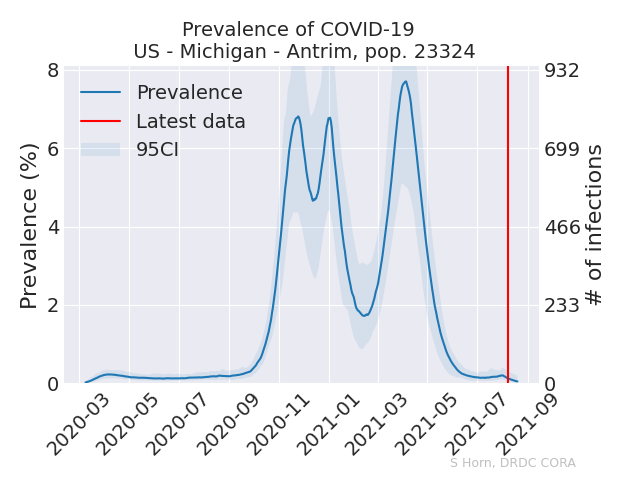 Prevalence of COVID-19
US - Michigan - Antrim, pop. 23324
Prevalence (%)
8
6
4
2
0
Prevalence
Latest data
95CI
932
699
466
233
0
# of infections
2020-03
2020-05
2020-07
2020-09
2020-11
2021-01
2021-03
2021-05
2021-07
2021-09
S Horn, DRDC CORA